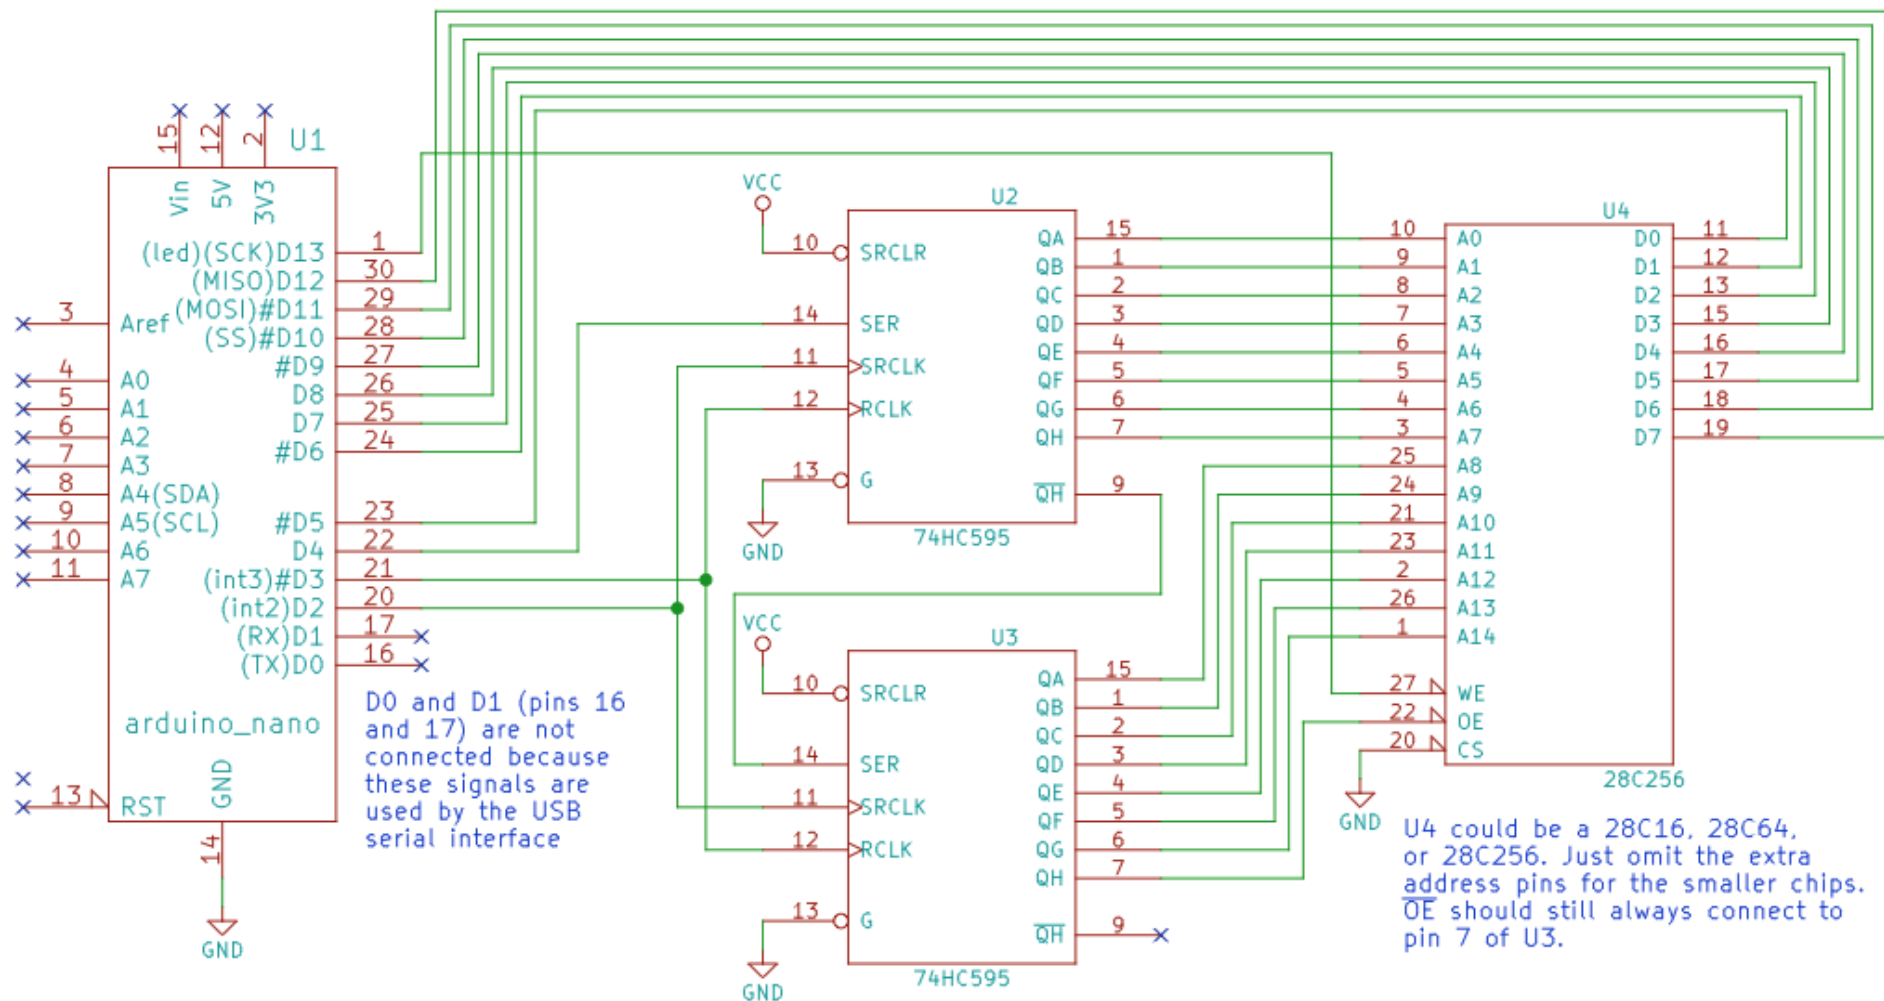 U1
15
12
2
Vin
5V
3V3
(led)(SCK)D13 1
(MISO)D12 30
(MOSI)#D11 29
(SS)#D10 28
#D9 27
D8 26
D7 25
#D6 24
#D5 23
D4 22
(int3)#D3 21
(int2)D2 20
(RX)D1 17
(TX)D0 16
3 Aref
4 A0
5 A1
6 A2
7 A3
8 A4(SDA)
9 A5(SCL)
10 A6
11 A7
arduino_nano
13 RST
GND
14
GND
D0 and D1 (pins 16
and 17) are not
connected because
these signals are
used by the USB
serial interface
VCC
U2
10 SRCLR
14 SER
11 SRCLK
12 RCLK
13 G
GND
QA 15
QB 1
QC 2
QD 3
QE 4
QF 5
QG 6
QH 7
QH 9
74HC595
VCC
U3
10 SRCLR
14 SER
11 SRCLK
12 RCLK
13 G
GND
QA 15
QB 1
QC 2
QD 3
QE 4
QF 5
QG 6
QH 7
QH 9
74HC595
U4
10 A0
9 A1
8 A2
7 A3
6 A4
5 A5
4 A6
3 A7
25 A8
24 A9
21 A10
23 A11
2 A12
26 A13
1 A14
27 WE
22 OE
20 CS
GND
D0 11
D1 12
D2 13
D3 15
D4 16
D5 17
D6 18
D7 19
28C256
U4 could be a 28C16, 28C64,
or 28C256. Just omit the extra
address pins for the smaller chips.
OE should still always connect to
pin 7 of U3.